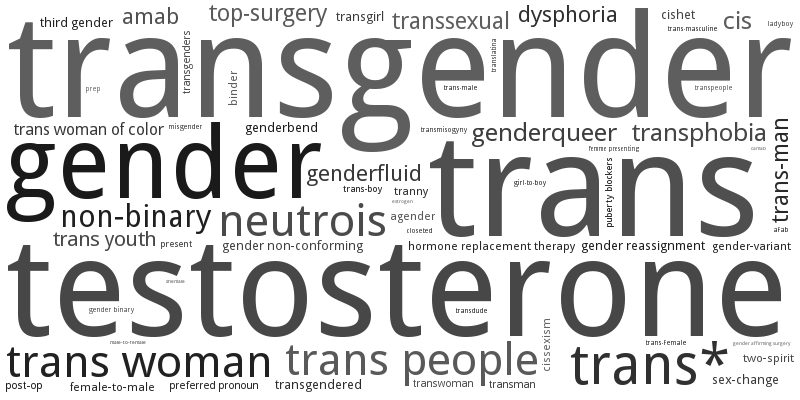 third gender amab top-surgery transgirl transsexual dysphoria cishet cis ladyboy
trans-masculine
transgender
transgenders
binder
translatina
prep
trans-male
transpeople
trans woman of color misgender genderbend transmisogyny genderqueer transphobia
femme presenting
gender
genderfluid
trans
trans-man
girl-to-boy
puberty blockers
trans-boy tranny
estrogen
non-binary neutrois agender
closeted
afab
trans youth present gender non-conforming hormone replacement therapy gender reassignment gender-variant
testosterone
shemale
gender binary
transdude
male-to-female
cissexism
trans-Female
gender affirming surgery
trans woman trans people trans* two-spirit
post-op female-to-male preferred pronoun transgendered transwoman transman sex-change